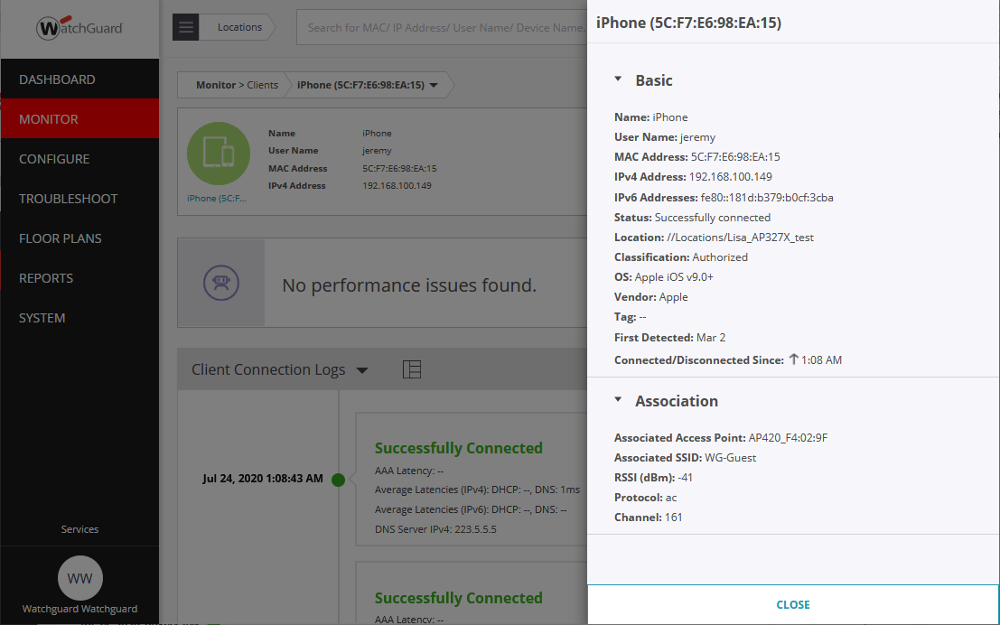 WatchGuard
DASHBOARD
MONITOR
CONFIGURE
TROUBLESHOOT
FLOOR PLANS
REPORTS
SYSTEM
Services
WW
Watchguard Watchguard
Locations
Search for MAC/ IP Address/ User Name/ Device Name.
Monitor > Clients
iPhone (5C:F7:E6:98:EA:15)
Name iPhone
User Name jeremy
MAC Address 5C:F7:E6:98:EA:15
IPv4 Address 192.168.100.149
iPhone (5C:F...
No performance issues found.
Client Connection Logs
Jul 24, 2020 1:08:43 AM
Successfully Connected
AAA Latency: --
Average Latencies (IPv4): DHCP: --, DNS: 1ms
Average Latencies (IPv6): DHCP: --, DNS: --
DNS Server IPv4: 223.5.5.5
Successfully Connected
AAA Latency: --
iPhone (5C:F7:E6:98:EA:15)
Basic
Name: iPhone
User Name: jeremy
MAC Address: 5C:F7:E6:98:EA:15
IPv4 Address: 192.168.100.149
IPv6 Addresses: fe80::181d:b379:b0cf:3cba
Status: Successfully connected
Location: //Locations/Lisa_AP327X_test
Classification: Authorized
OS: Apple iOS v9.0+
Vendor: Apple
Tag: --
First Detected: Mar 2
Connected/Disconnected Since: ↑ 1:08 AM
Association
Associated Access Point: AP420_F4:02:9F
Associated SSID: WG-Guest
RSSI (dBm): -41
Protocol: ac
Channel: 161
CLOSE